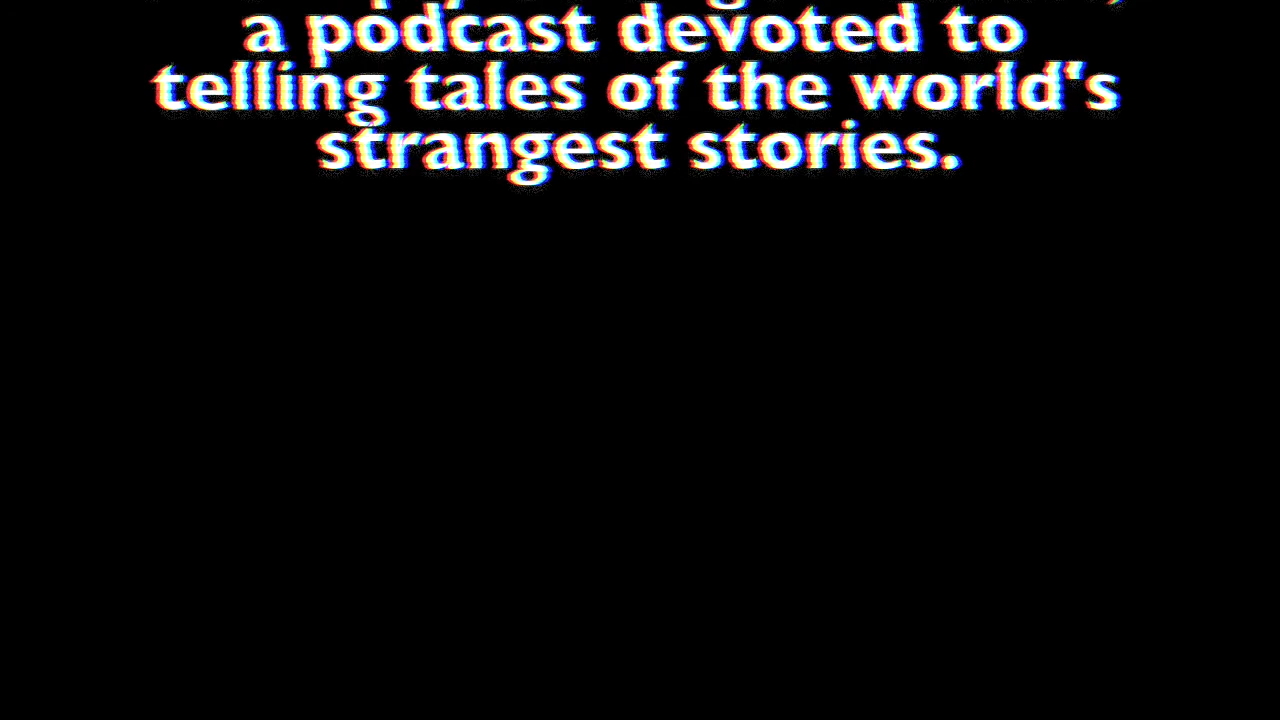 a podcast devoted to
telling tales of the world's
strangest stories.